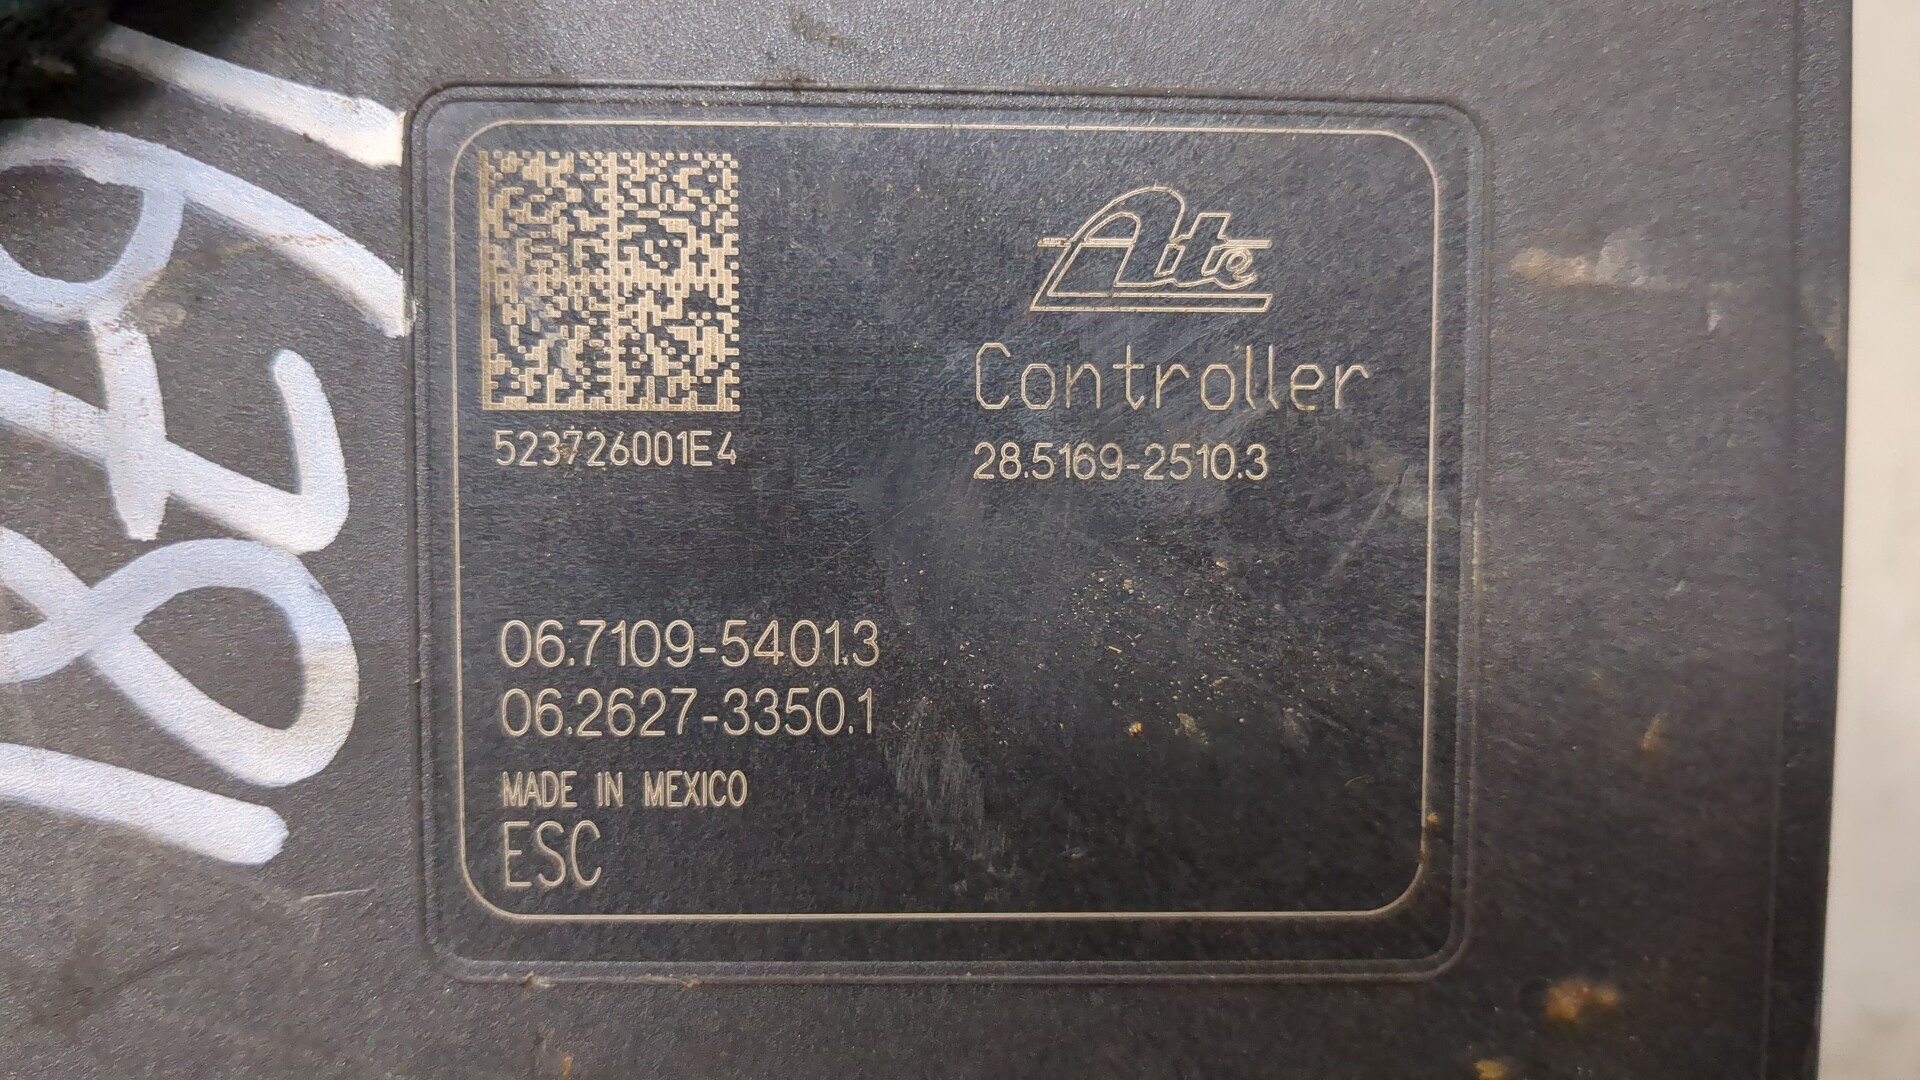 Ate
Controller
523726001E4
28.5169-2510.3
06.7109-5401.3
06.2627-3350.1
MADE IN MEXICO
ESC